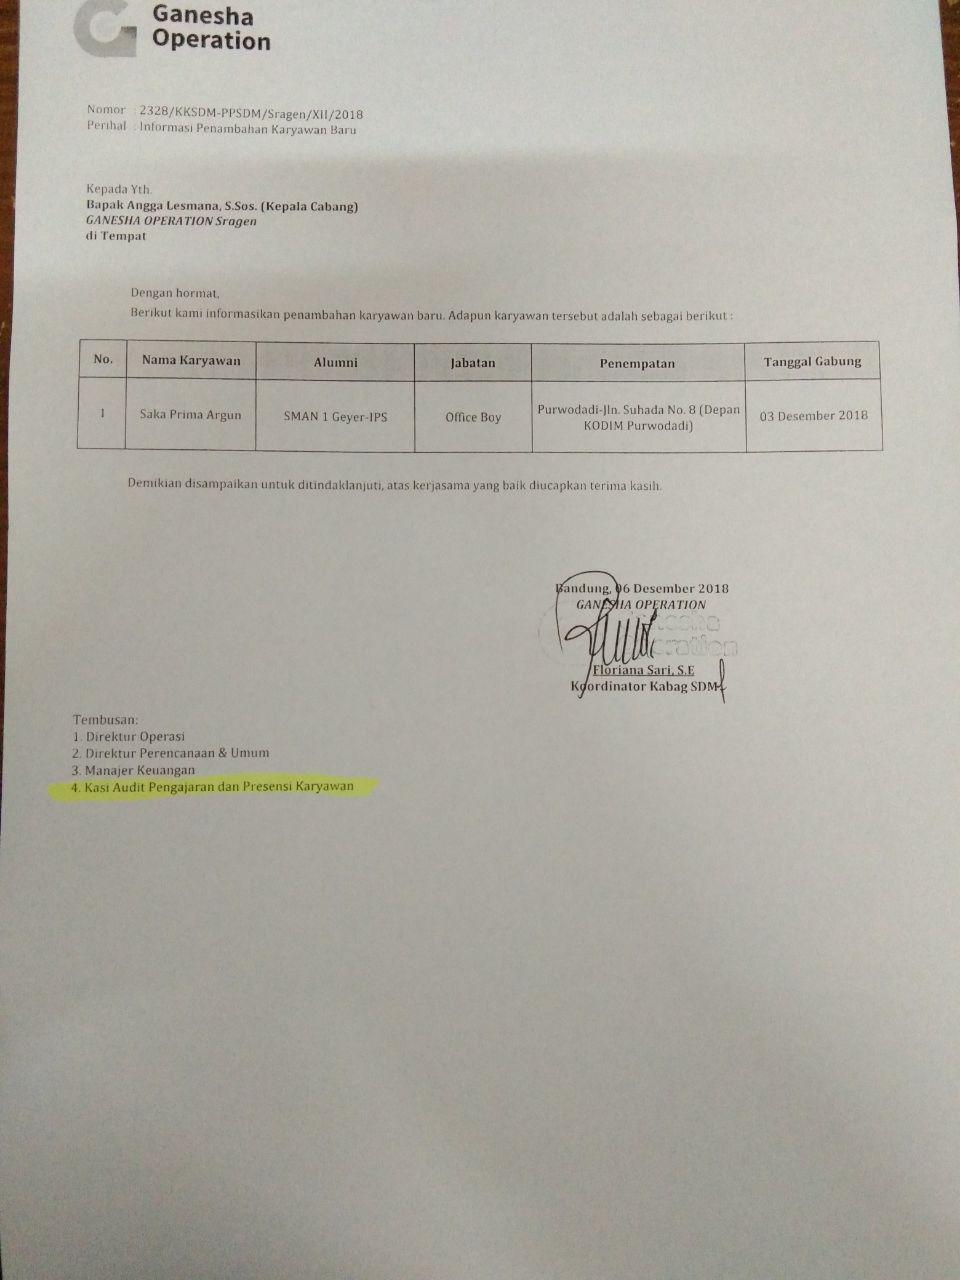 Ganesha
Operation
Nomor : 2328/KKSDM-PPSDM/Sragen/XII/2018
Perihal : Informasi Penambahan Karyawan Baru
Kepada Yth.
Bapak Angga Lesmana, S.Sos. (Kepala Cabang)
GANESHA OPERATION Sragen
di Tempat
Dengan hormat,
Berikut kami informasikan penambahan karyawan baru. Adapun karyawan tersebut adalah sebagai berikut :
No. Nama Karyawan Alumni Jabatan Penempatan Tanggal Gabung
1 Saka Prima Argun SMAN 1 Geyer-IPS Office Boy Purwodadi-Jln. Suhada No. 8 (Depan KODIM Purwodadi) 03 Desember 2018
Demikian disampaikan untuk ditindaklanjuti, atas kerjasama yang baik diucapkan terima kasih.
Bandung, 06 Desember 2018
GANESHA OPERATION
Floriana Sari, S.E
Koordinator Kabag SDM
Tembusan:
1. Direktur Operasi
2. Direktur Perencanaan & Umum
3. Manajer Keuangan
4. Kasi Audit Pengajaran dan Presensi Karyawan